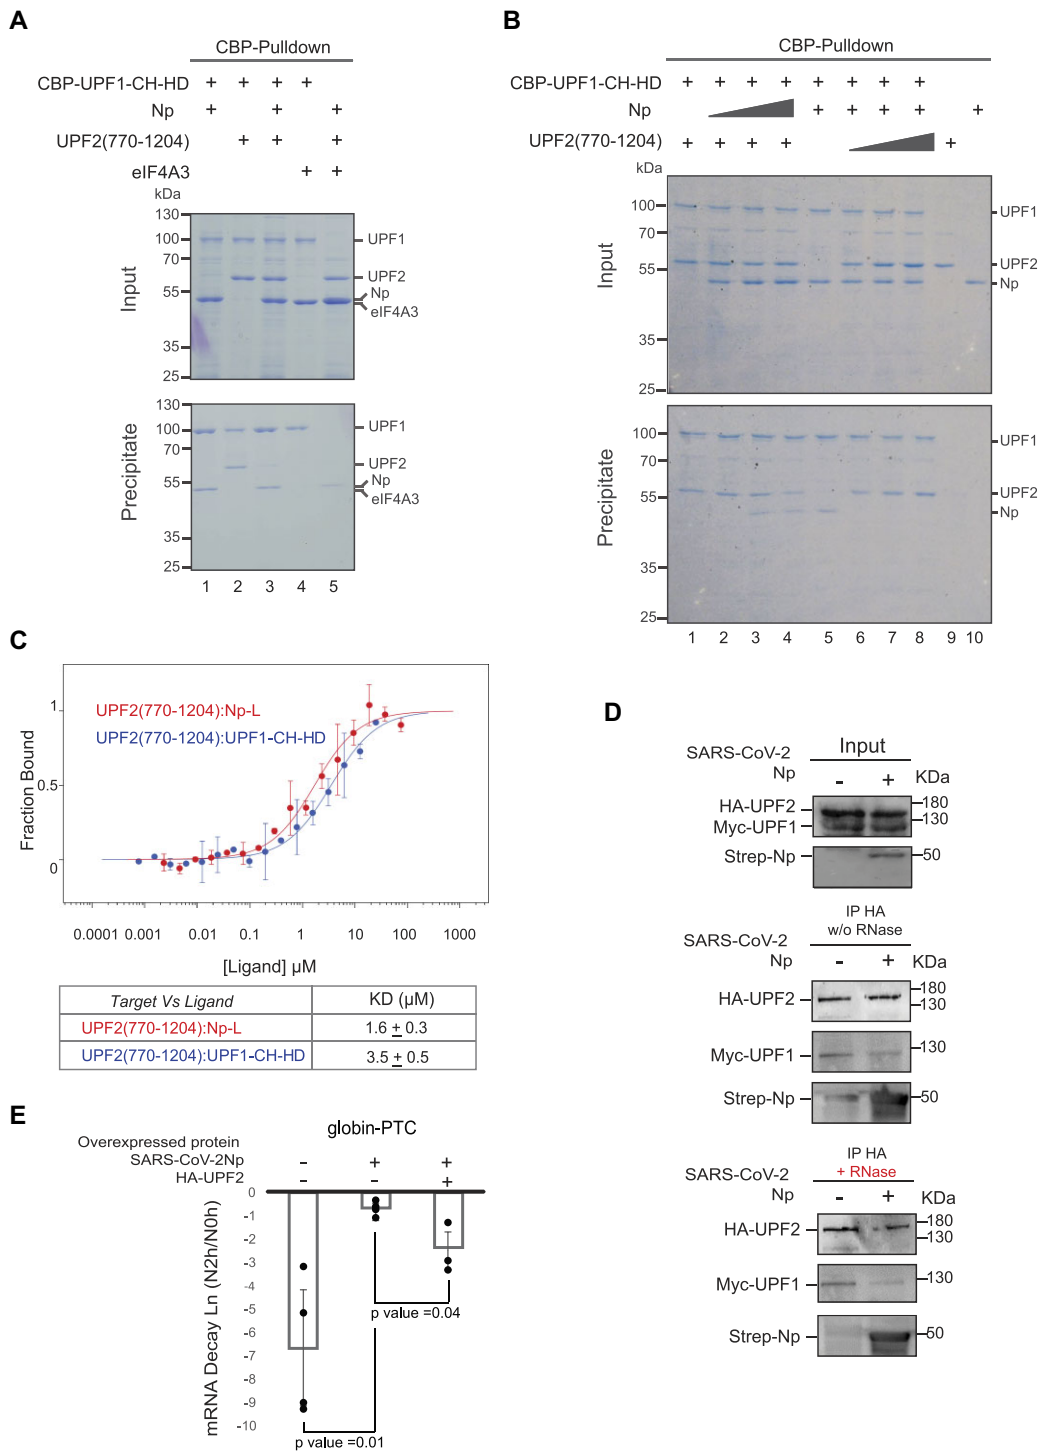 A
CBP-Pulldown
CBP-UPF1-CH-HD + + + +
Np + + +
UPF2(770-1204) + + +
eIF4A3 + +
kDa
130
100
70
55
35
25
Input
UPF1
UPF2
Np
eIF4A3
130
100
70
55
35
25
Precipitate
UPF1
UPF2
Np
eIF4A3
1 2 3 4 5
B
CBP-Pulldown
CBP-UPF1-CH-HD + + + + + + + +
Np + + + + +
UPF2(770-1204) + + + + +
kDa
100
70
55
35
25
Input
UPF1
UPF2
Np
100
70
55
35
25
Precipitate
UPF1
UPF2
Np
1 2 3 4 5 6 7 8 9 10
C
UPF2(770-1204):Np-L
UPF2(770-1204):UPF1-CH-HD
Fraction Bound
1
0.5
0
0.0001 0.001 0.01 0.1 1 10 100 1000
[Ligand] µM
Target Vs Ligand KD (µM)
UPF2(770-1204):Np-L 1.6 ± 0.3
UPF2(770-1204):UPF1-CH-HD 3.5 ± 0.5
D
Input
SARS-CoV-2
Np - + KDa
HA-UPF2 180
Myc-UPF1 130
Strep-Np 50
IP HA
w/o RNase
SARS-CoV-2
Np - + KDa
HA-UPF2 180
130
Myc-UPF1 130
Strep-Np 50
IP HA
+ RNase
SARS-CoV-2
Np - + KDa
HA-UPF2 180
130
Myc-UPF1 130
Strep-Np 50
E
globin-PTC
Overexpressed protein
SARS-CoV-2Np - + +
HA-UPF2 - - +
mRNA Decay Ln (N2h/N0h)
0
-1
-2
-3
-4
-5
-6
-7
-8
-9
-10
p value =0.04
p value =0.01